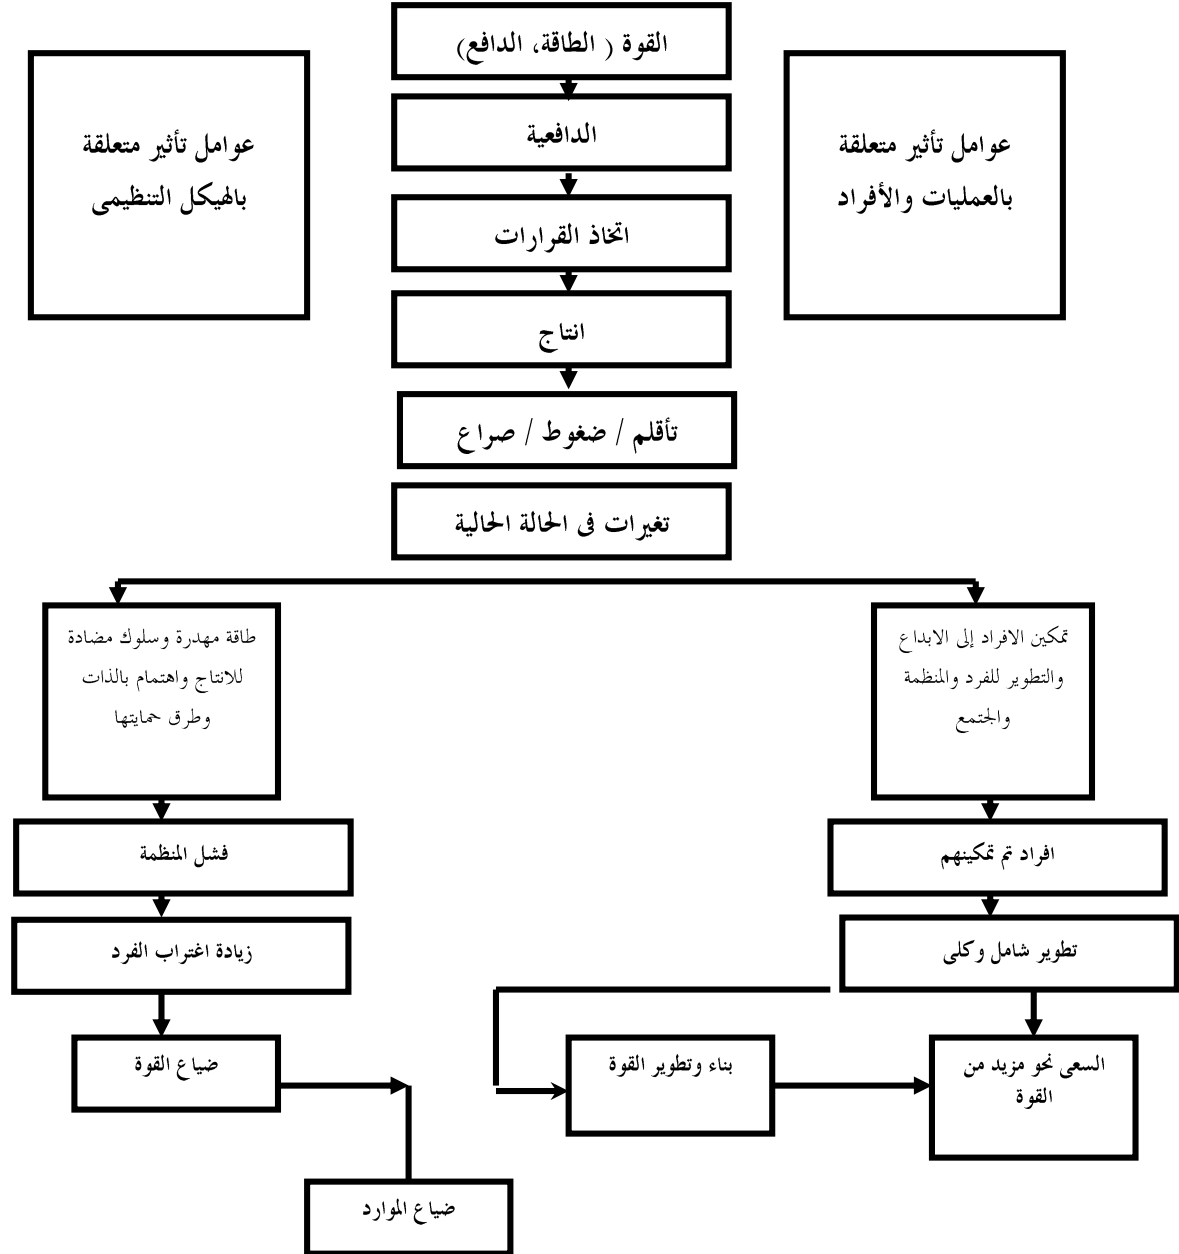 القوة ( الطاقة، الدافع)
عوامل تأثير متعلقة
بالعمليات والأفراد
عوامل تأثير متعلقة
بالهيكل التنظيمى
الدافعية
اتخاذ القرارات
انتاج
تأقلم / ضغوط / صراع
تغيرات فى الحالة الحالية
تمكين الافراد إلى الابداع
والتطوير للفرد والمنظمة
والمجتمع
طاقة مهدرة وسلوك مضادة
للانتاج واهتمام بالذات
وطرق حمايتها
افراد تم تمكينهم
فشل المنظمة
تطوير شامل وكلى
زيادة اغتراب الفرد
السعى نحو مزيد من
القوة
بناء وتطوير القوة
ضياع القوة
ضياع الموارد